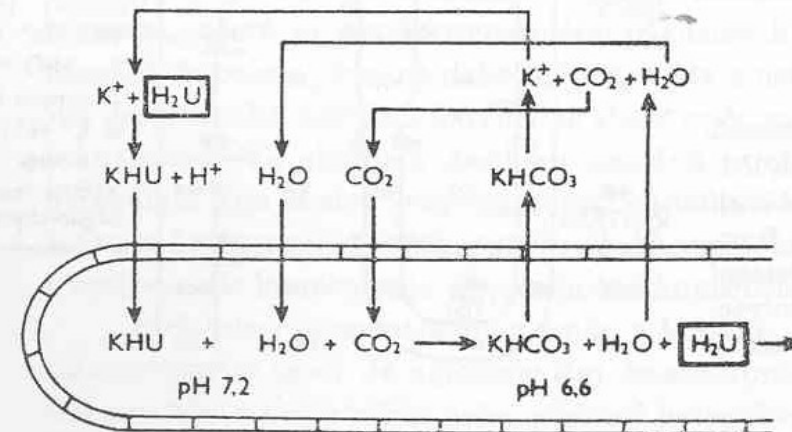 K⁺ + CO₂ + H₂O
K⁺ + H₂U
KHU + H⁺ H₂O CO₂ KHCO₃
KHU + H₂O + CO₂ → KHCO₃ + H₂O + H₂U →
pH 7,2 pH 6,6